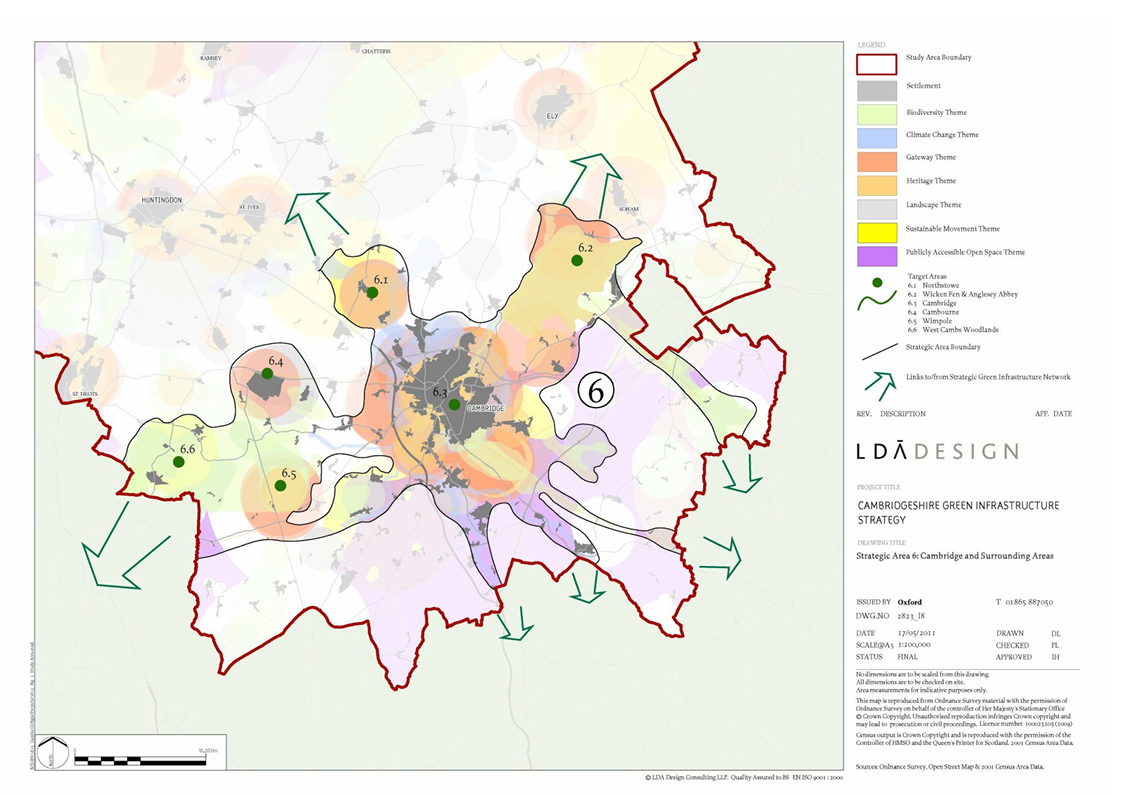 RAMSEY
CHATTERIS
ELY
HUNTINGDON
ST IVES
SOHAM
6.1
6.2
6.4
6
6.3
CAMBRIDGE
ST NEOTS
6.6
6.5
North
0
10,000m
LEGEND
Study Area Boundary
Settlement
Biodiversity Theme
Climate Change Theme
Gateway Theme
Heritage Theme
Landscape Theme
Sustainable Movement Theme
Publicly Accessible Open Space Theme
Target Areas
6.1 Northstowe
6.2 Wicken Fen & Anglesey Abbey
6.3 Cambridge
6.4 Cambourne
6.5 Wimpole
6.6 West Cambs Woodlands
Strategic Area Boundary
Links to/from Strategic Green Infrastructure Network
REV. DESCRIPTION APP. DATE
LDĀDESIGN
PROJECT TITLE
CAMBRIDGESHIRE GREEN INFRASTRUCTURE
STRATEGY
DRAWING TITLE
Strategic Area 6: Cambridge and Surrounding Areas
ISSUED BY Oxford T 01865 887050
DWG.NO 2823_18
DATE 17/05/2011 DRAWN DL
SCALE@A3 1:200,000 CHECKED PL
STATUS FINAL APPROVED IH
No dimensions are to be scaled from this drawing.
All dimensions are to be checked on site.
Area measurements for indicative purposes only.
This map is reproduced from Ordnance Survey material with the permission of
Ordnance Survey on behalf of the controller of Her Majesty's Stationary Office
© Crown Copyright. Unauthorised reproduction infringes Crown copyright and
may lead to prosecution or civil proceedings. Licence number 100023205 (2009)
Census output is Crown Copyright and is reproduced with the permission of the
Controller of HMSO and the Queen's Printer for Scotland. 2001 Census Area Data.
Sources: Ordnance Survey, Open Street Map & 2001 Census Area Data.
© LDA Design Consulting LLP. Quality Assured to BS EN ISO 9001 : 2000